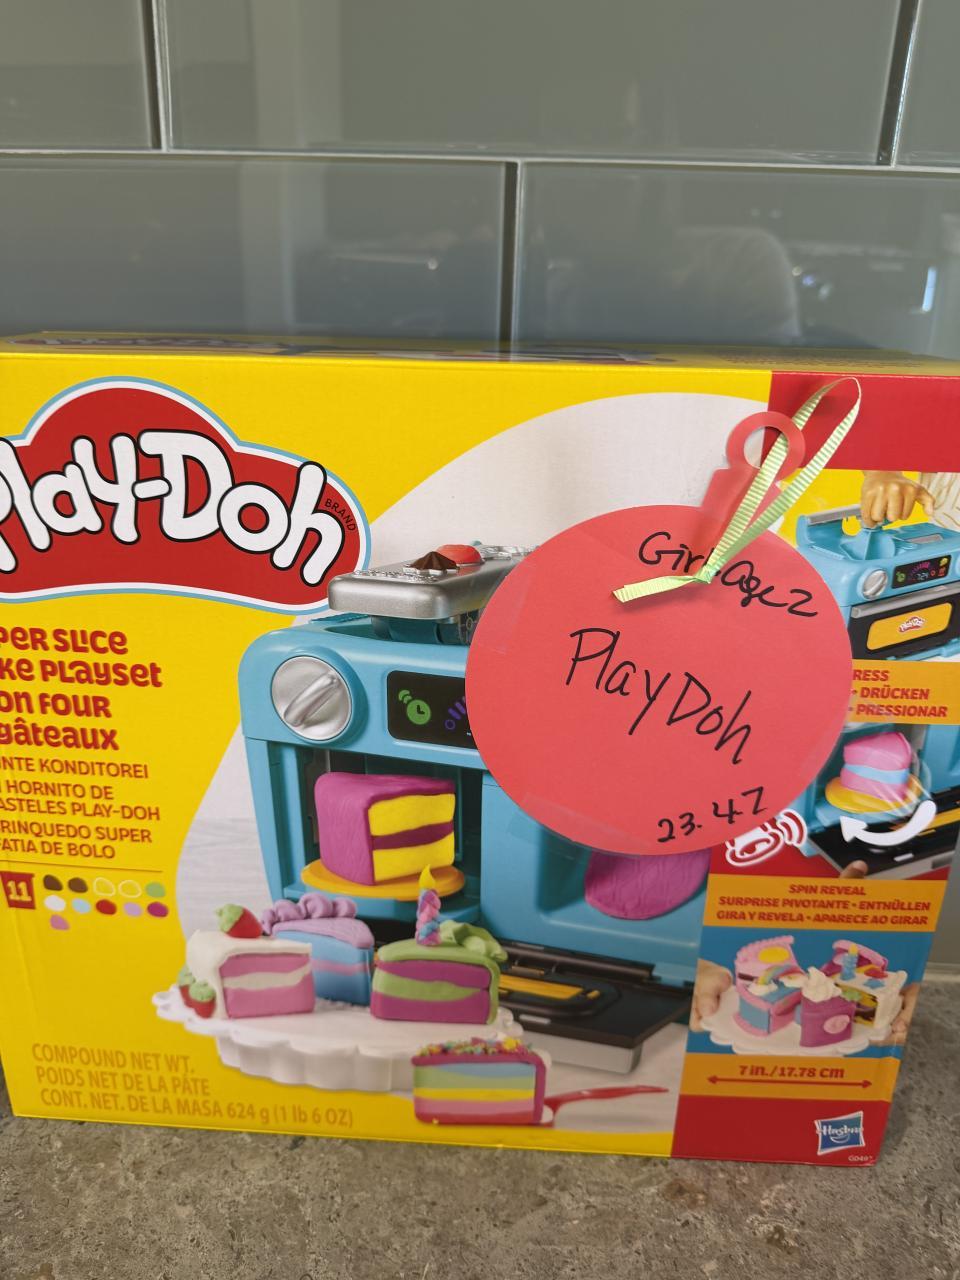 Play-Doh
BRAND
PER SLICE
KE PLAYSET
ON FOUR
gâteaux
NTE KONDITOREI
HORNITO DE
ASTELES PLAY-DOH
RINQUEDO SUPER
FATIA DE BOLO
11
COMPOUND NET WT.
POIDS NET DE LA PÂTE
CONT. NET. DE LA MASA 624 g (1 lb 6 OZ)
Girl Age 2
PlayDoh
23.47
Play-Doh
RESS
• DRÜCKEN
• PRESSIONAR
SPIN REVEAL
SURPRISE PIVOTANTE • ENTHÜLLEN
GIRA Y REVELA • APARECE AO GIRAR
7 in./17.78 cm
Hasbro